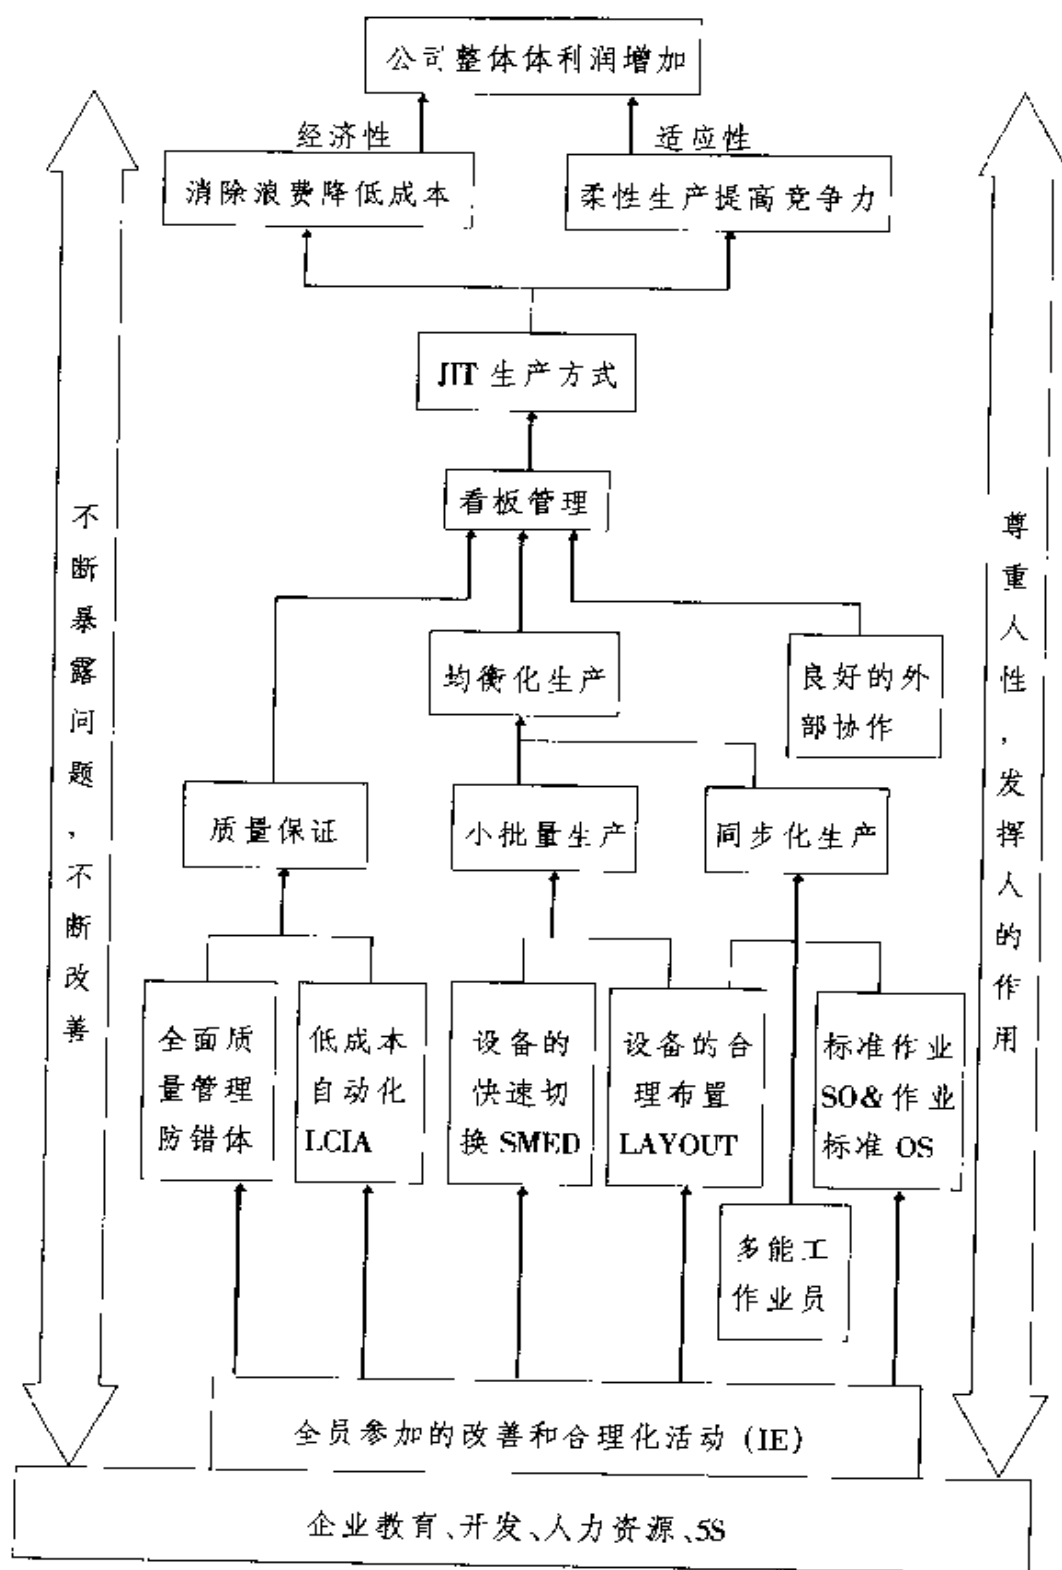 公司整体体利润增加
经济性
适应性
消除浪费降低成本
柔性生产提高竞争力
JIT 生产方式
看板管理
不断暴露问题,不断改善
尊重人性,发挥人的作用
均衡化生产
良好的外
部协作
质量保证
小批量生产
同步化生产
全面质
量管理
防错体
低成本
自动化
LCIA
设备的
快速切
换 SMED
设备的合
理布置
LAYOUT
标准作业
SO&作业
标准 OS
多能工
作业员
全员参加的改善和合理化活动 (IE)
企业教育、开发、人力资源、5S